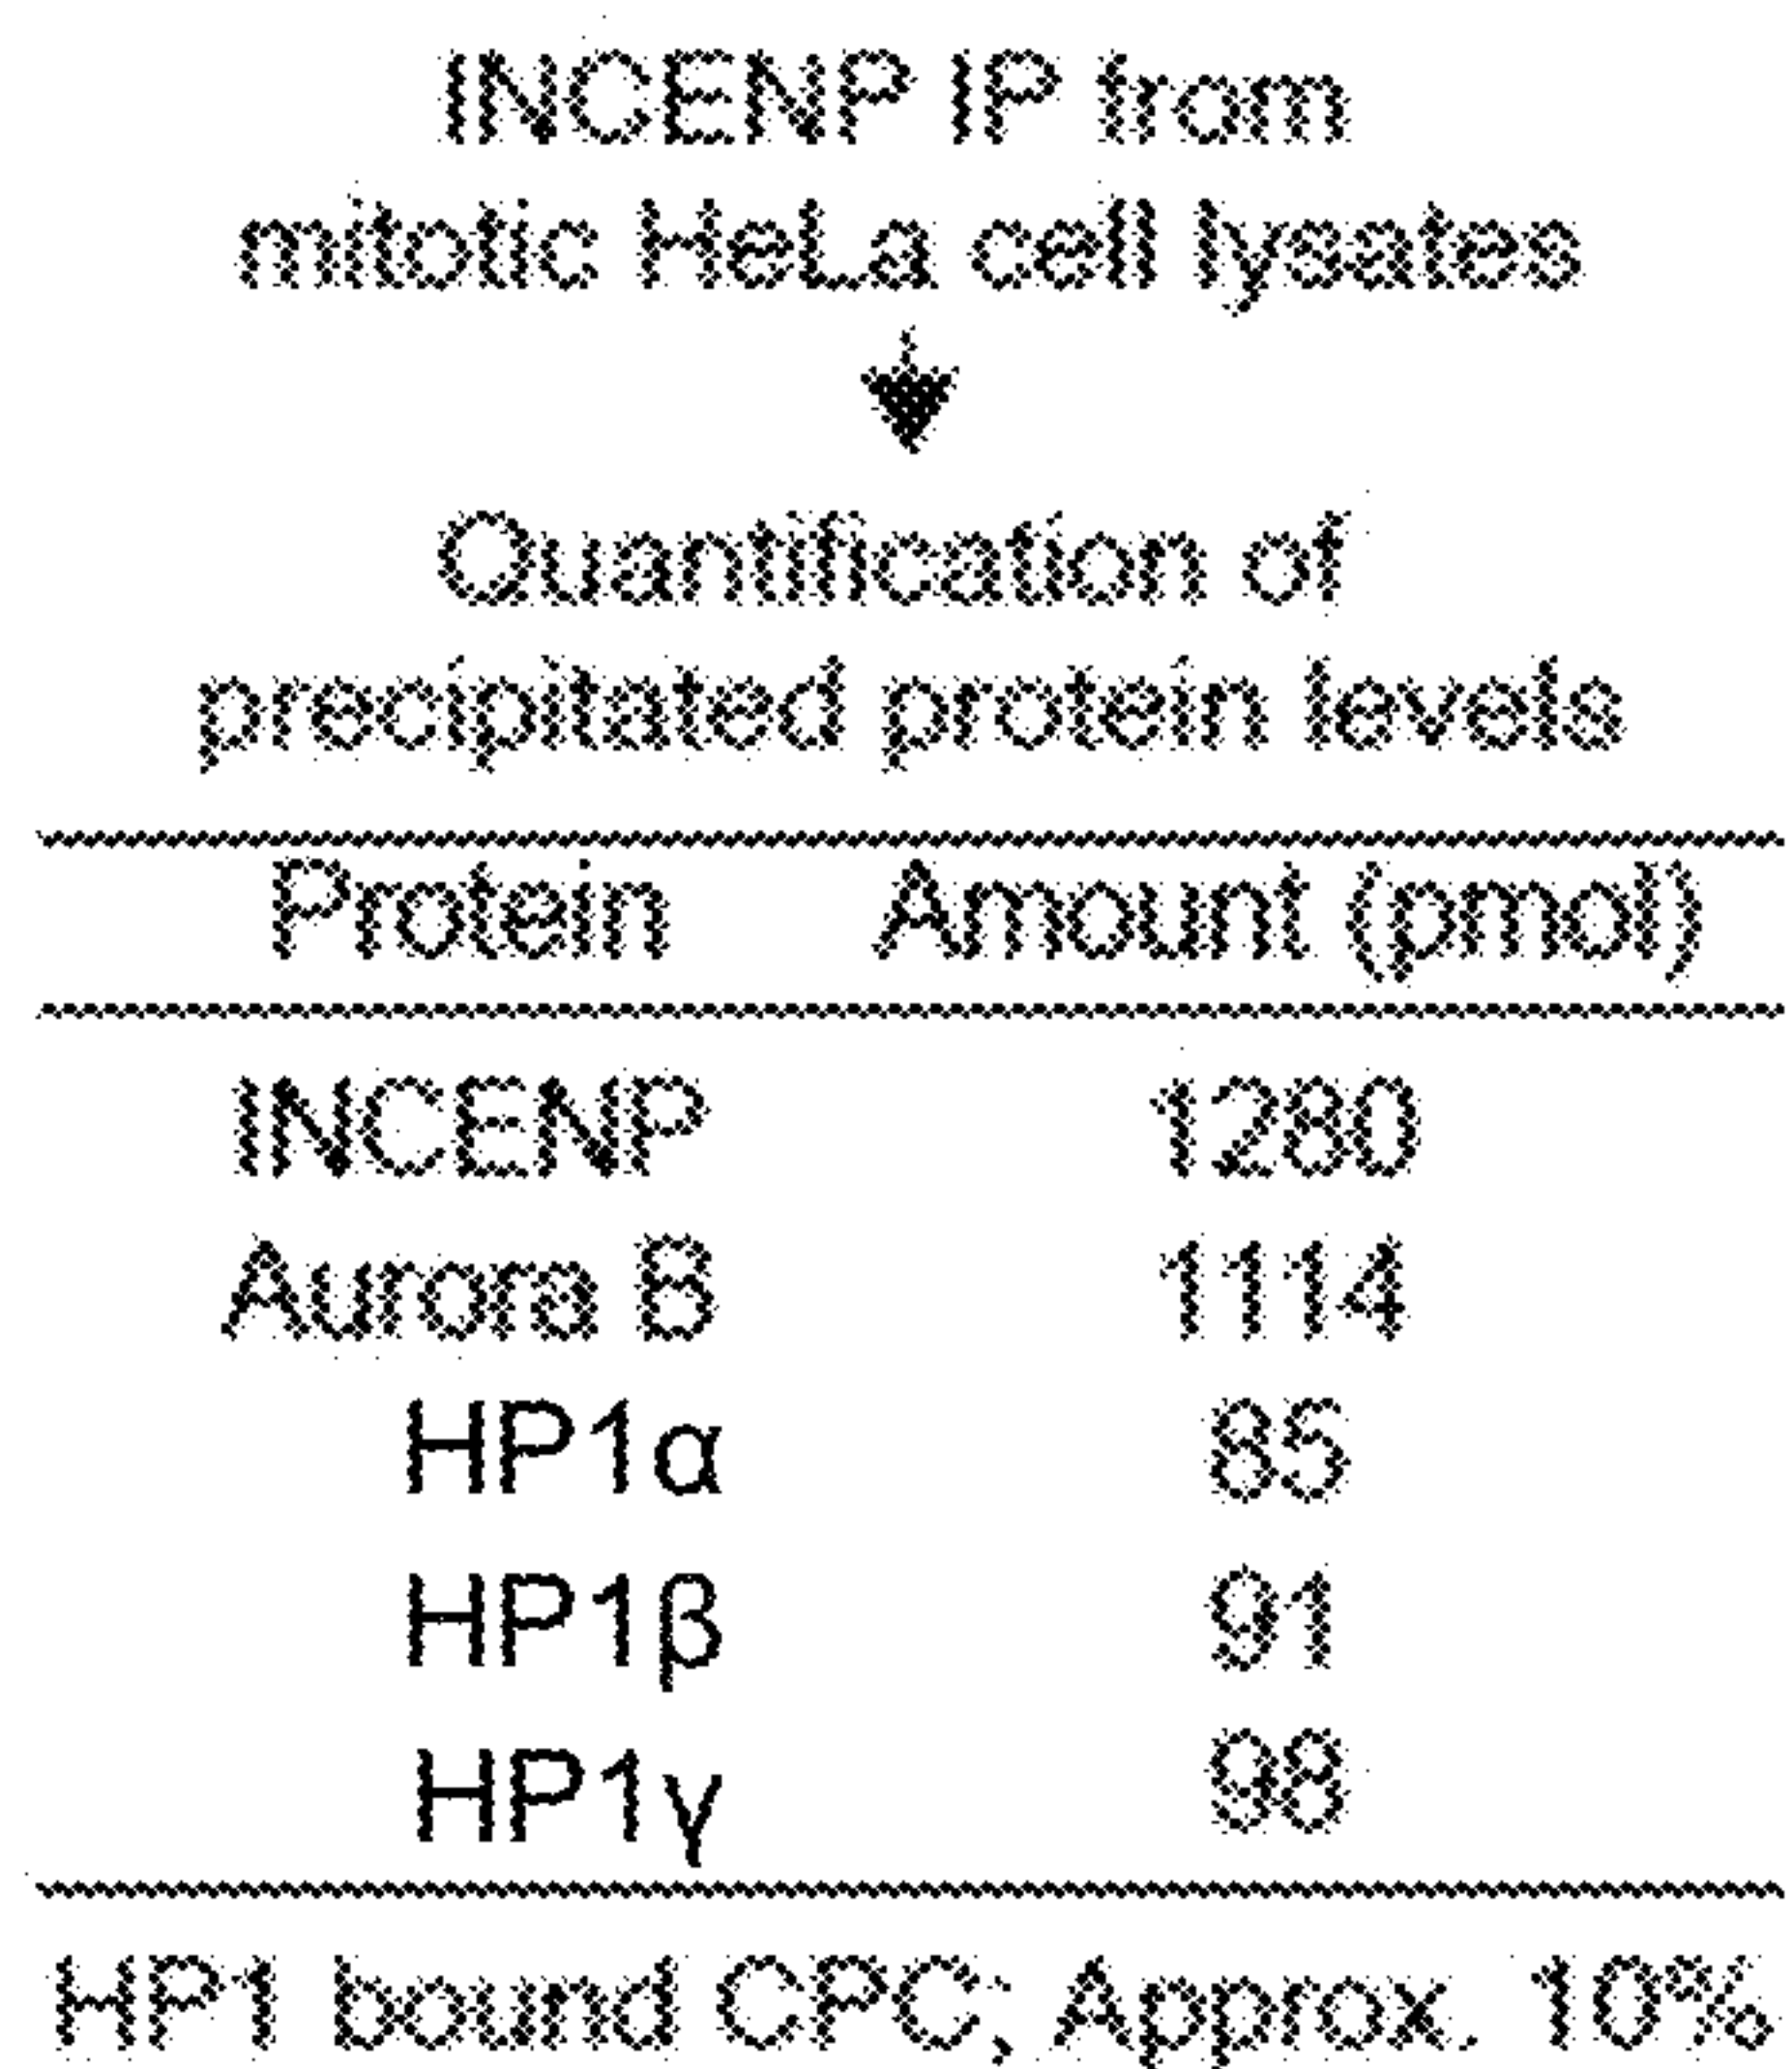 INCENP IP from
mitotic HeLa cell lysates
Quantification of
precipitated protein levels
Protein Amount (pmol)
INCENP 1280
Aurora B 1114
HP1α 85
HP1β 91
HP1γ 98
HP1 bound CPC; Approx. 10%